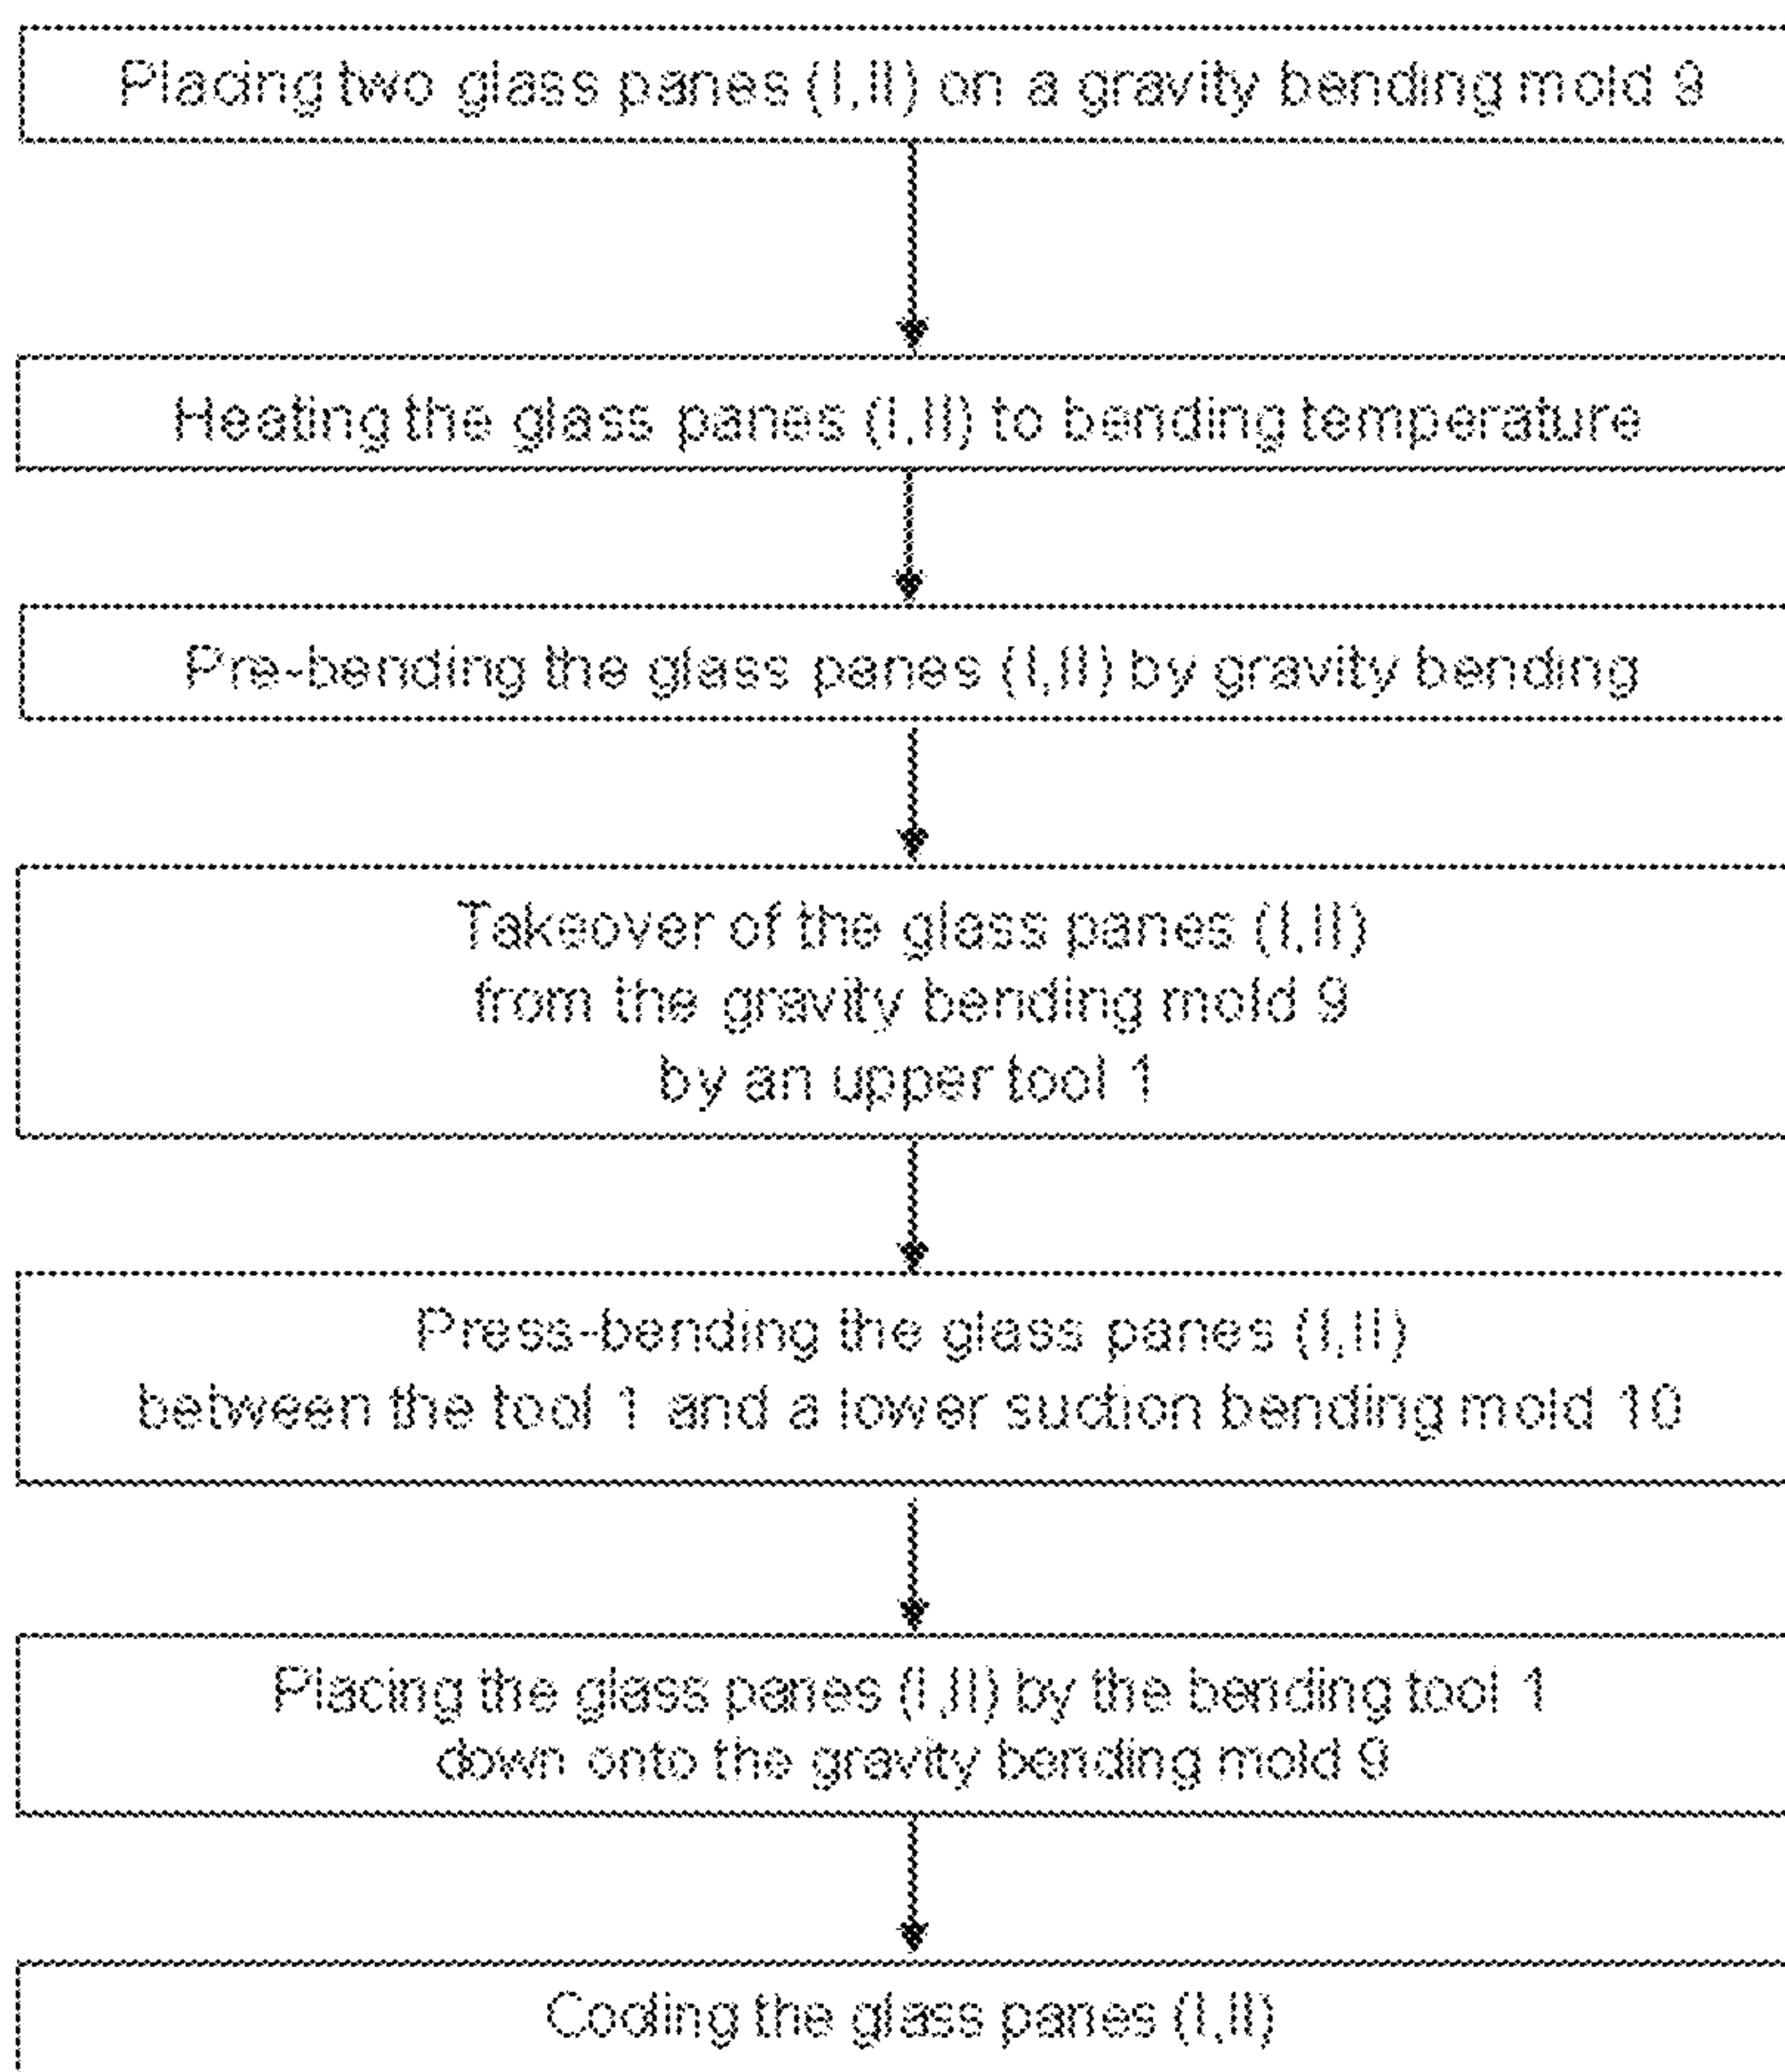 Placing two glass panes (I,II) on a gravity bending mold 9
Heating the glass panes (I,II) to bending temperature
Pre-bending the glass panes (I,II) by gravity bending
Takeover of the glass panes (I,II)
from the gravity bending mold 9
by an upper tool 1
Press-bending the glass panes (I,II)
between the tool 1 and a lower suction bending mold 10
Placing the glass panes (I,II) by the bending tool 1
down onto the gravity bending mold 9
Cooling the glass panes (I,II)